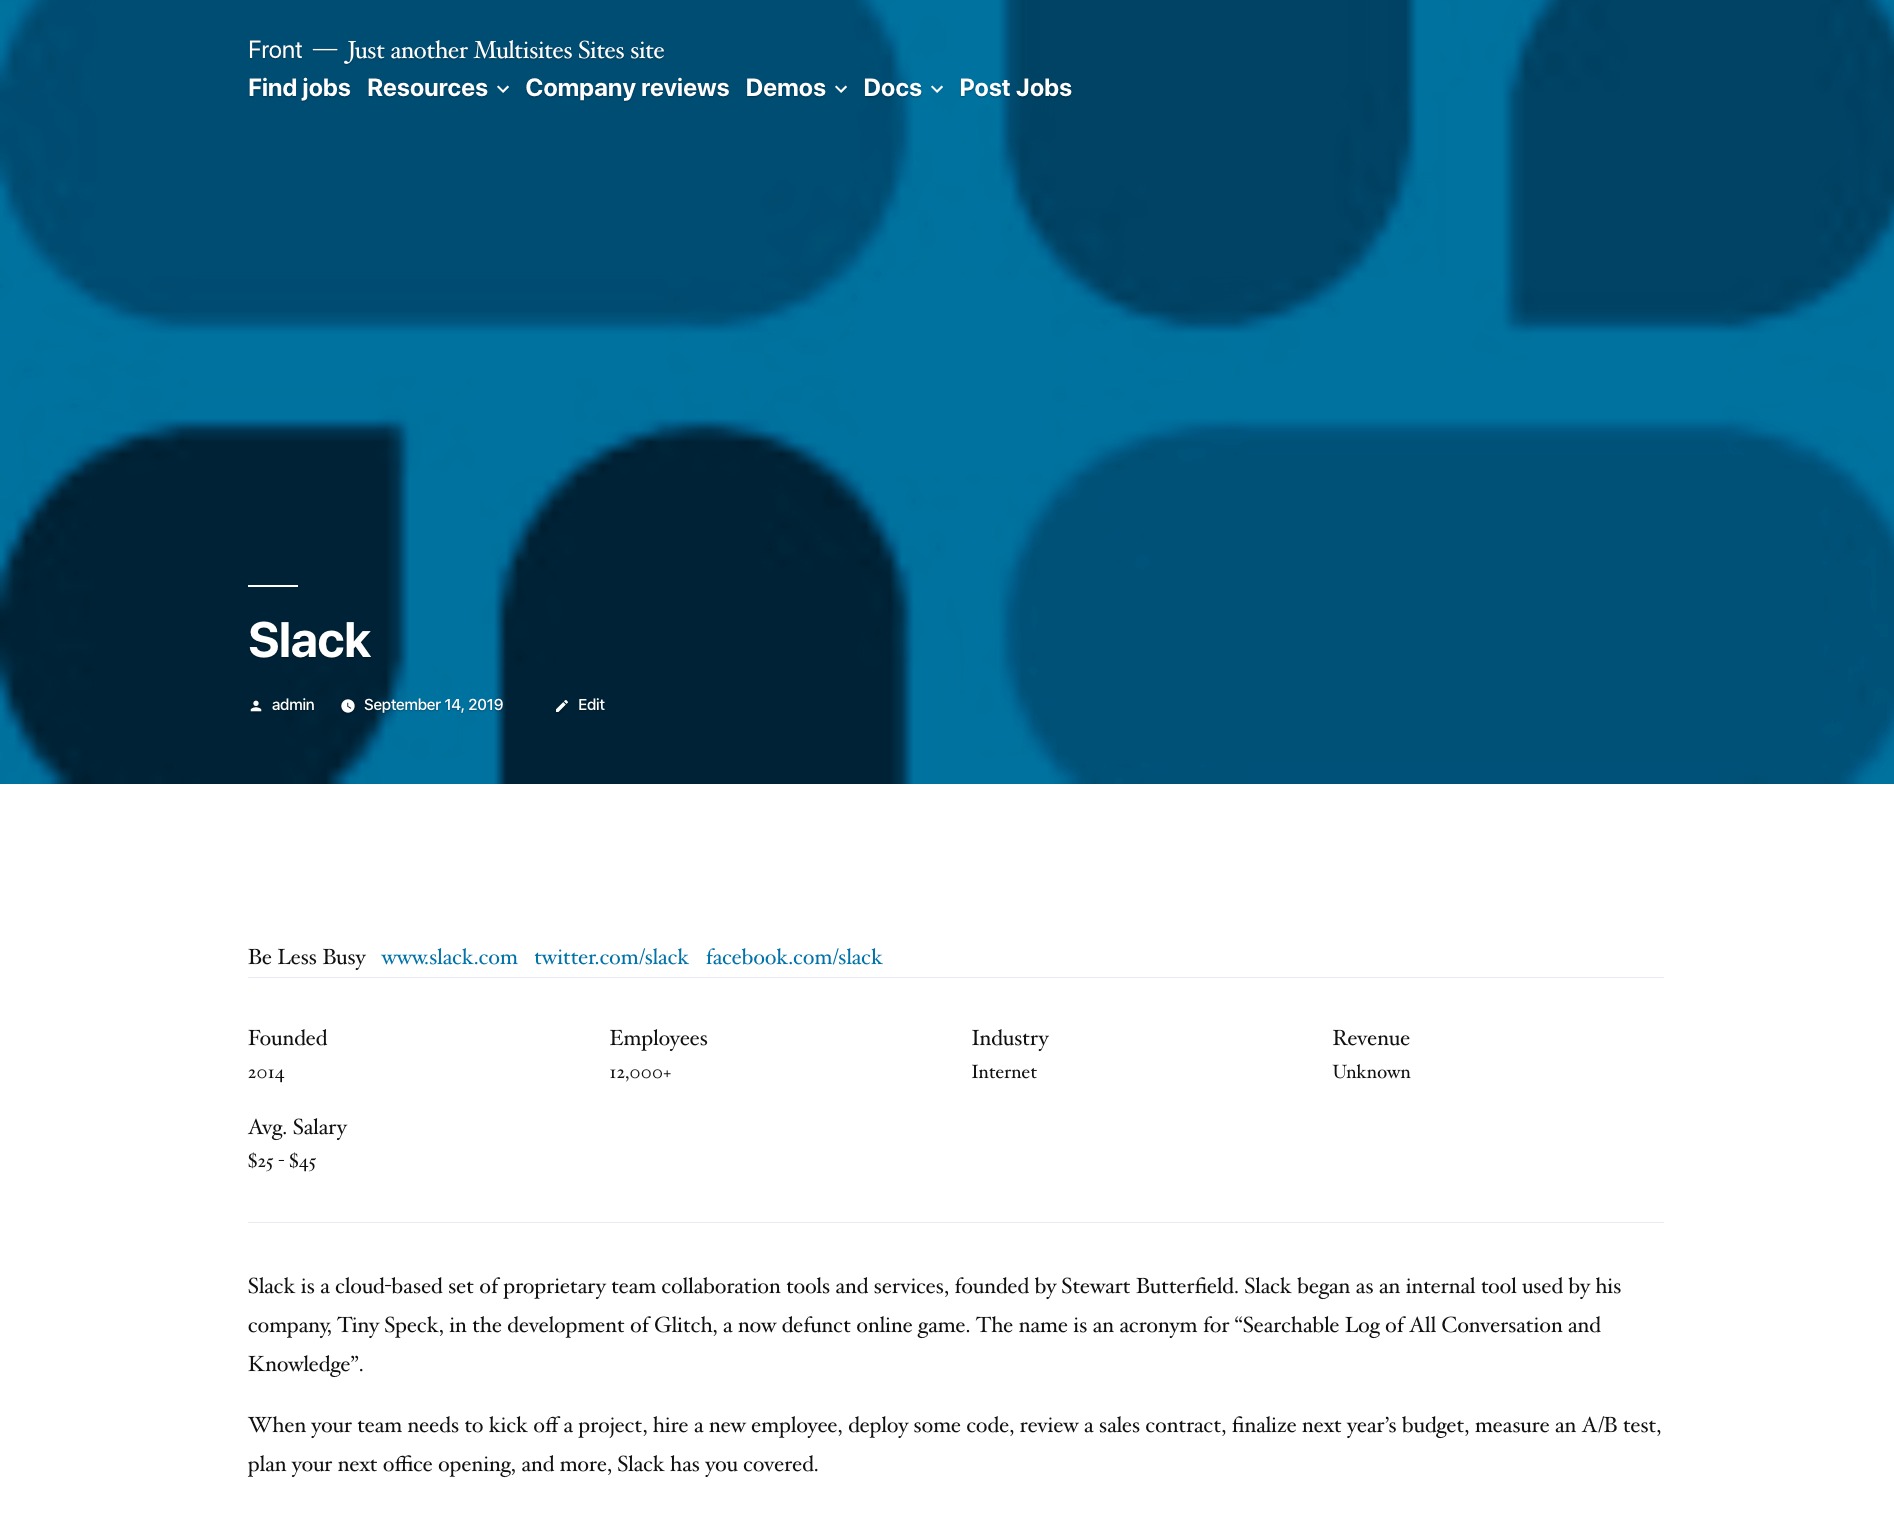 Front — Just another Multisites Sites site
Find jobs Resources Company reviews Demos Docs Post Jobs
Slack
admin September 14, 2019 Edit
Be Less Busy www.slack.com twitter.com/slack facebook.com/slack
Founded Employees Industry Revenue
2014 12,000+ Internet Unknown
Avg. Salary
$25 - $45
Slack is a cloud-based set of proprietary team collaboration tools and services, founded by Stewart Butterfield. Slack began as an internal tool used by his
company, Tiny Speck, in the development of Glitch, a now defunct online game. The name is an acronym for “Searchable Log of All Conversation and
Knowledge”.
When your team needs to kick off a project, hire a new employee, deploy some code, review a sales contract, finalize next year’s budget, measure an A/B test,
plan your next office opening, and more, Slack has you covered.